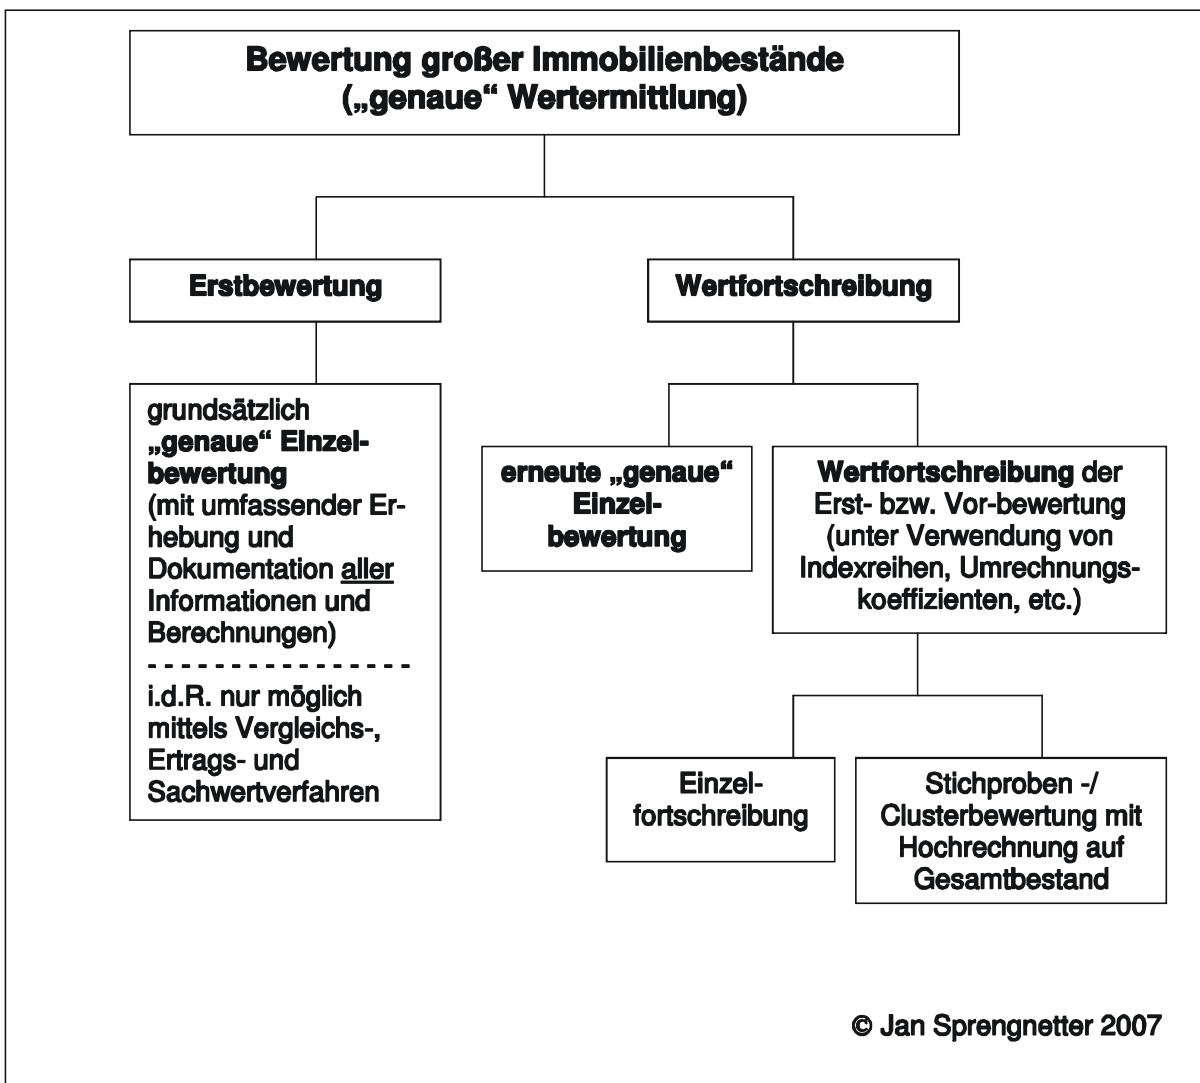 Bewertung großer Immobilienbestände
(„genaue“ Wertermittlung)
Erstbewertung
Wertfortschreibung
grundsätzlich
„genaue“ Einzel-
bewertung
(mit umfassender Er-
hebung und
Dokumentation aller
Informationen und
Berechnungen)
- - - - - - - - - - - - - - - -
i.d.R. nur möglich
mittels Vergleichs-,
Ertrags- und
Sachwertverfahren
erneute „genaue“
Einzel-
bewertung
Wertfortschreibung der
Erst- bzw. Vor-bewertung
(unter Verwendung von
Indexreihen, Umrechnungs-
koeffizienten, etc.)
Einzel-
fortschreibung
Stichproben -/
Clusterbewertung mit
Hochrechnung auf
Gesamtbestand
© Jan Sprengnetter 2007